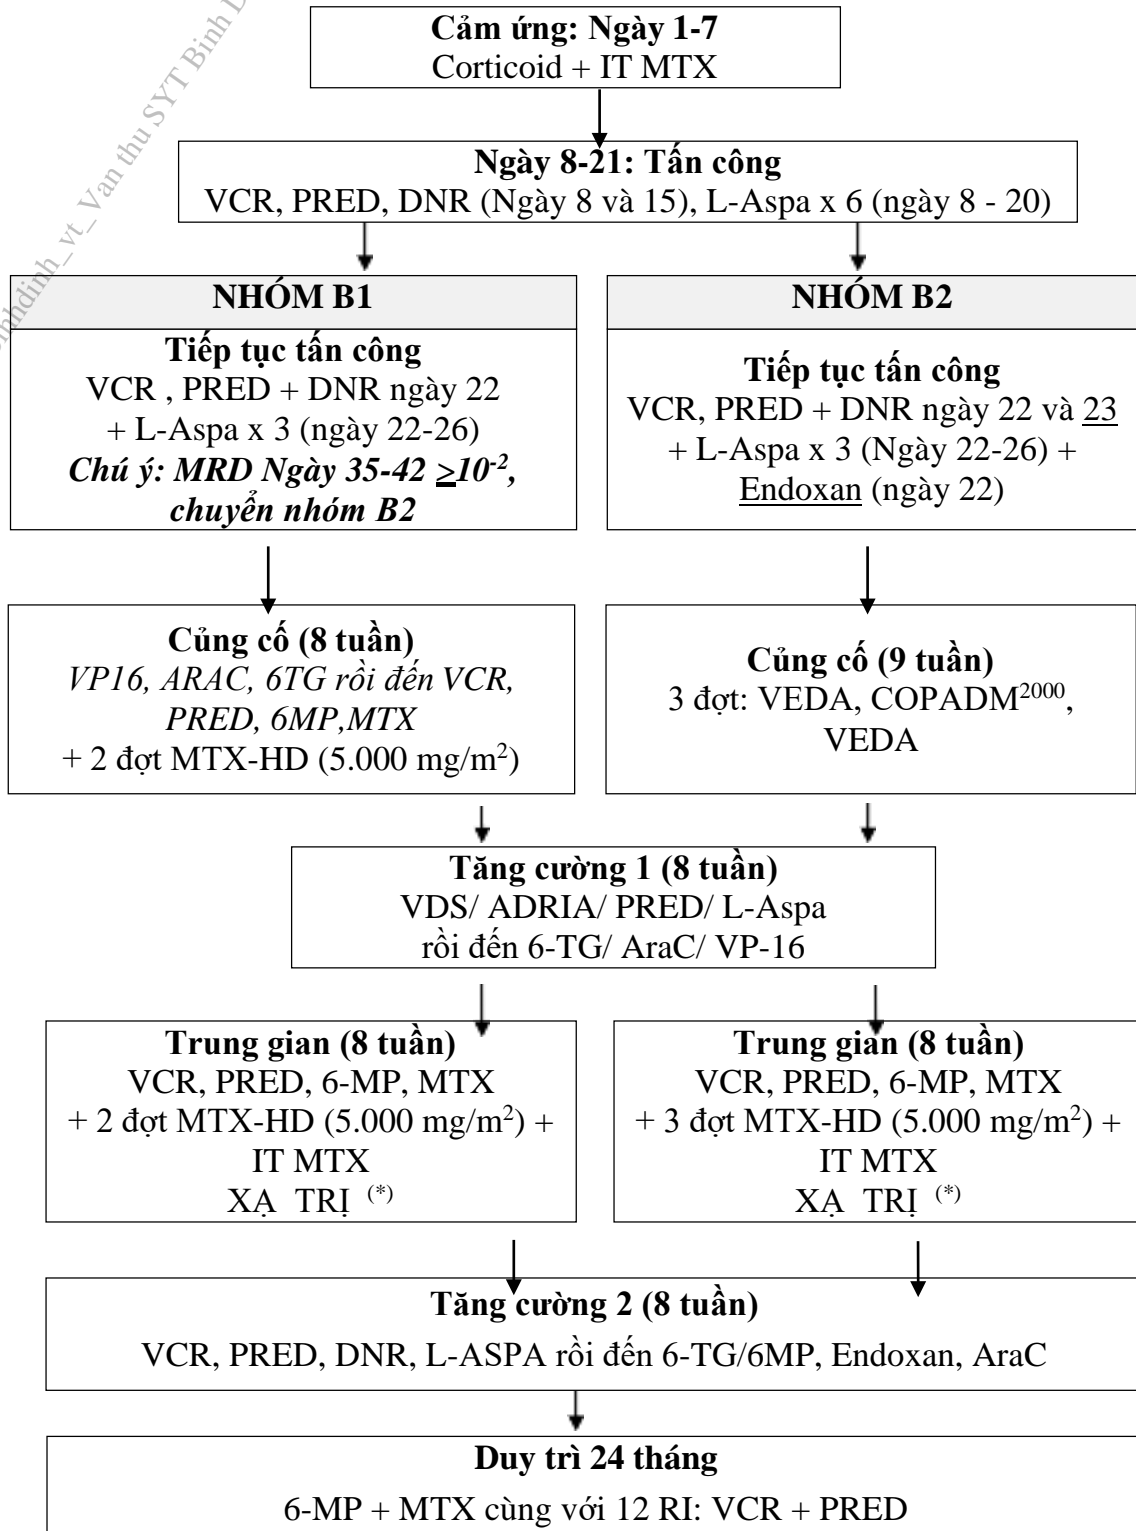 Cảm ứng: Ngày 1-7
Corticoid + IT MTX
Ngày 8-21: Tấn công
VCR, PRED, DNR (Ngày 8 và 15), L-Aspa x 6 (ngày 8 - 20)
NHÓM B1
Tiếp tục tấn công
VCR , PRED + DNR ngày 22
+ L-Aspa x 3 (ngày 22-26)
Chú ý: MRD Ngày 35-42 ≥10⁻²,
chuyển nhóm B2
NHÓM B2
Tiếp tục tấn công
VCR, PRED + DNR ngày 22 và 23
+ L-Aspa x 3 (Ngày 22-26) +
Endoxan (ngày 22)
Củng cố (8 tuần)
VP16, ARAC, 6TG rồi đến VCR,
PRED, 6MP,MTX
+ 2 đợt MTX-HD (5.000 mg/m²)
Củng cố (9 tuần)
3 đợt: VEDA, COPADM²⁰⁰⁰,
VEDA
Tăng cường 1 (8 tuần)
VDS/ ADRIA/ PRED/ L-Aspa
rồi đến 6-TG/ AraC/ VP-16
Trung gian (8 tuần)
VCR, PRED, 6-MP, MTX
+ 2 đợt MTX-HD (5.000 mg/m²) +
IT MTX
XẠ TRỊ (*)
Trung gian (8 tuần)
VCR, PRED, 6-MP, MTX
+ 3 đợt MTX-HD (5.000 mg/m²) +
IT MTX
XẠ TRỊ (*)
Tăng cường 2 (8 tuần)
VCR, PRED, DNR, L-ASPA rồi đến 6-TG/6MP, Endoxan, AraC
Duy trì 24 tháng
6-MP + MTX cùng với 12 RI: VCR + PRED
_vt_Van thu SYT Binh